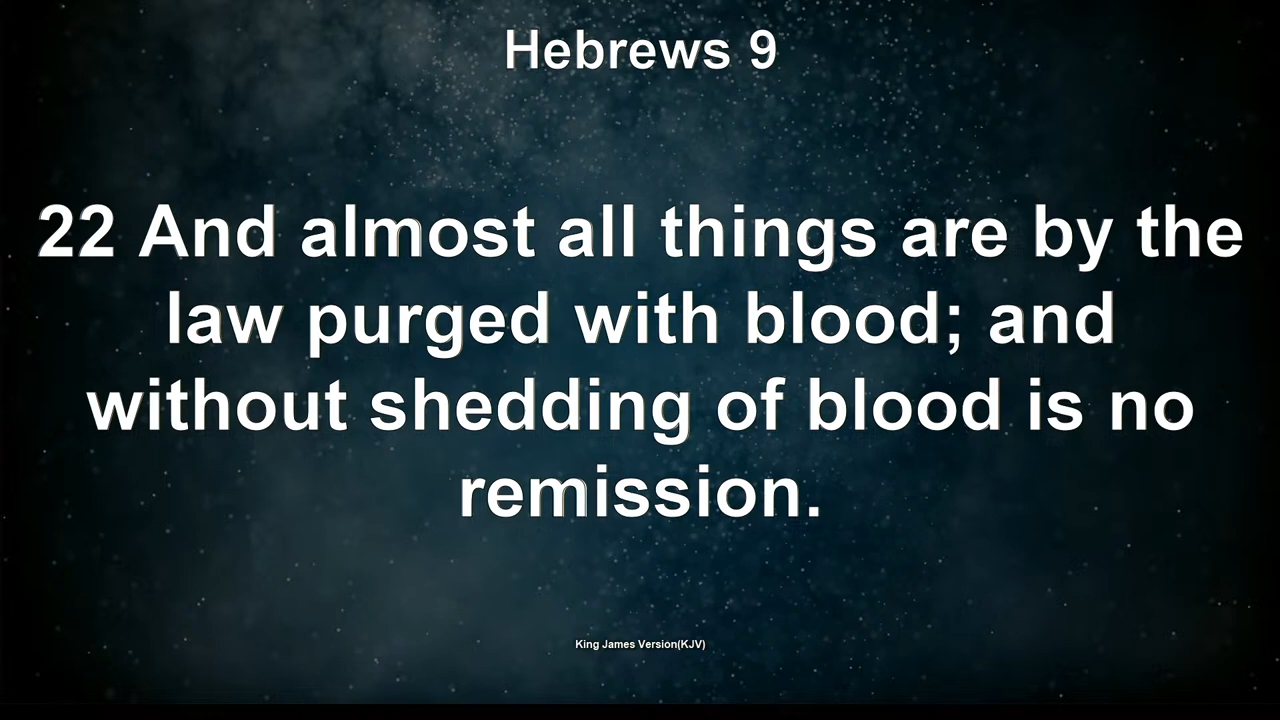 Hebrews 9
22 And almost all things are by the
law purged with blood; and
without shedding of blood is no
remission.
King James Version(KJV)